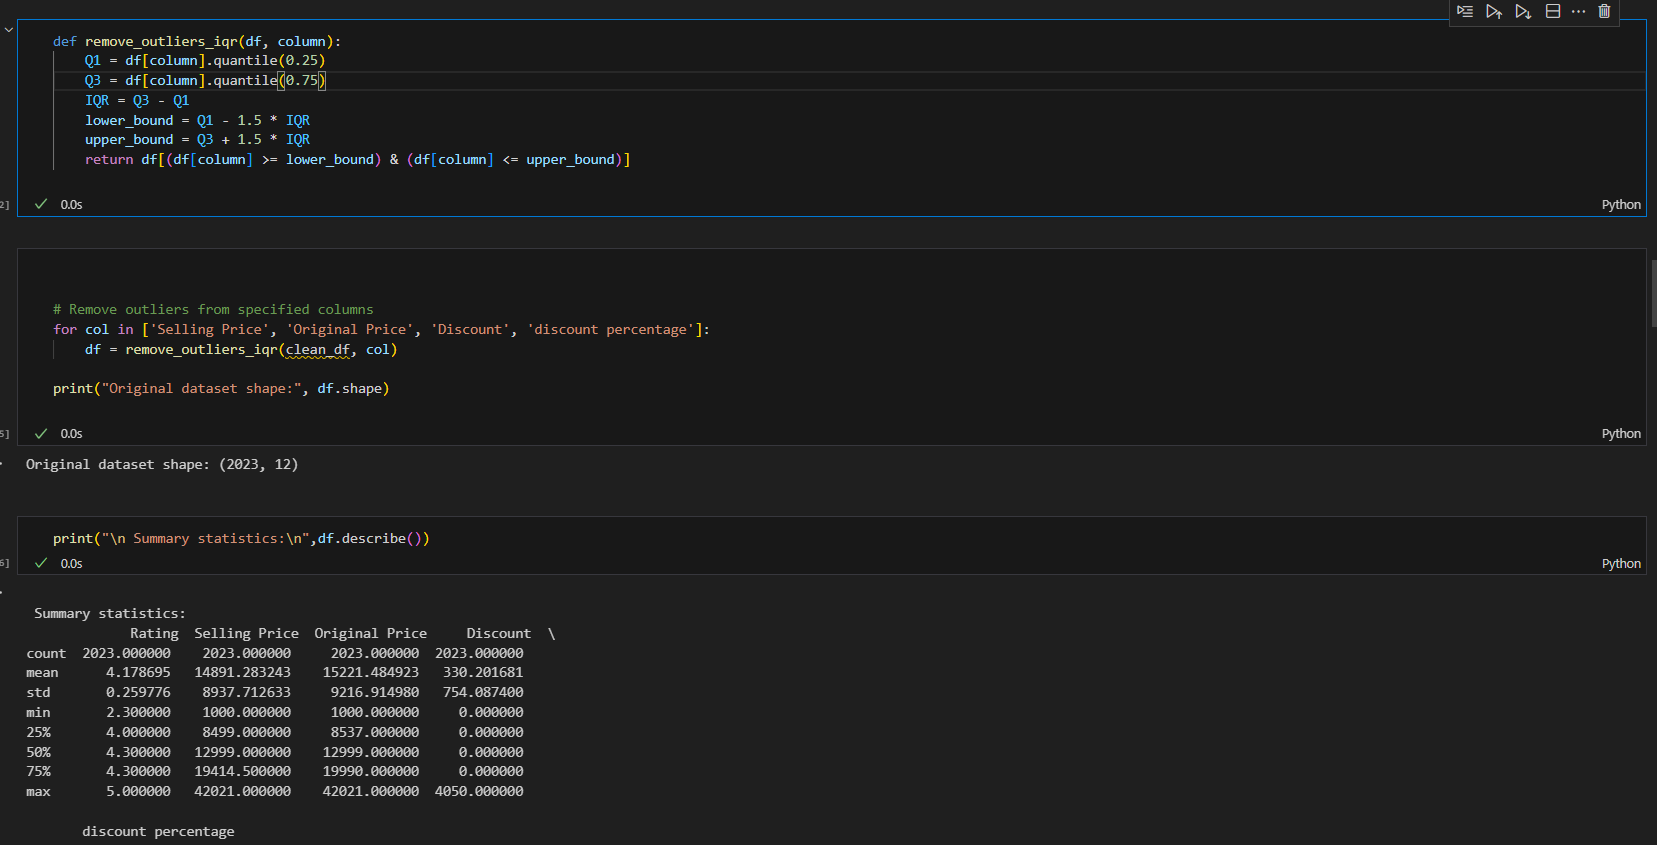 def remove_outliers_iqr(df, column):
    Q1 = df[column].quantile(0.25)
    Q3 = df[column].quantile(0.75)
    IQR = Q3 - Q1
    lower_bound = Q1 - 1.5 * IQR
    upper_bound = Q3 + 1.5 * IQR
    return df[(df[column] >= lower_bound) & (df[column] <= upper_bound)]
2] 0.0s Python
# Remove outliers from specified columns
for col in ['Selling Price', 'Original Price', 'Discount', 'discount percentage']:
    df = remove_outliers_iqr(clean_df, col)
print("Original dataset shape:", df.shape)
5] 0.0s Python
Original dataset shape: (2023, 12)
print("\n Summary statistics:\n",df.describe())
6] 0.0s Python
Summary statistics:
             Rating  Selling Price  Original Price     Discount  \
count  2023.000000    2023.000000     2023.000000  2023.000000
mean      4.178695   14891.283243    15221.484923   330.201681
std       0.259776    8937.712633     9216.914980   754.087400
min       2.300000    1000.000000     1000.000000     0.000000
25%       4.000000    8499.000000     8537.000000     0.000000
50%       4.300000   12999.000000    12999.000000     0.000000
75%       4.300000   19414.500000    19990.000000     0.000000
max       5.000000   42021.000000    42021.000000  4050.000000
       discount percentage